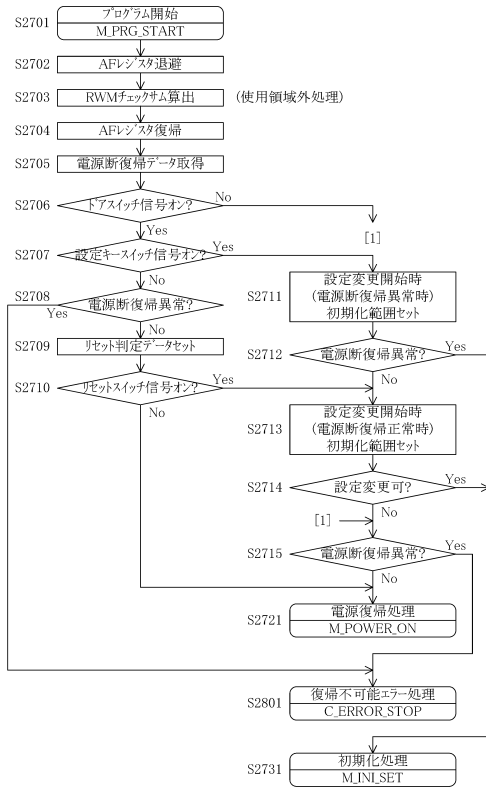 S2701
プログラム開始
M_PRG_START
S2702
AFレジスタ退避
S2703
RWMチェックサム算出
(使用領域外処理)
S2704
AFレジスタ復帰
S2705
電源断復帰データ取得
S2706
ドアスイッチ信号オン?
No
Yes
[1]
S2707
設定キースイッチ信号オン?
Yes
No
S2708
電源断復帰異常?
Yes
No
S2709
リセット判定データセット
S2710
リセットスイッチ信号オン?
Yes
No
S2711
設定変更開始時
(電源断復帰異常時)
初期化範囲セット
S2712
電源断復帰異常?
Yes
No
S2713
設定変更開始時
(電源断復帰正常時)
初期化範囲セット
S2714
設定変更可?
Yes
No
[1]
S2715
電源断復帰異常?
Yes
No
S2721
電源復帰処理
M_POWER_ON
S2801
復帰不可能エラー処理
C_ERROR_STOP
S2731
初期化処理
M_INI_SET